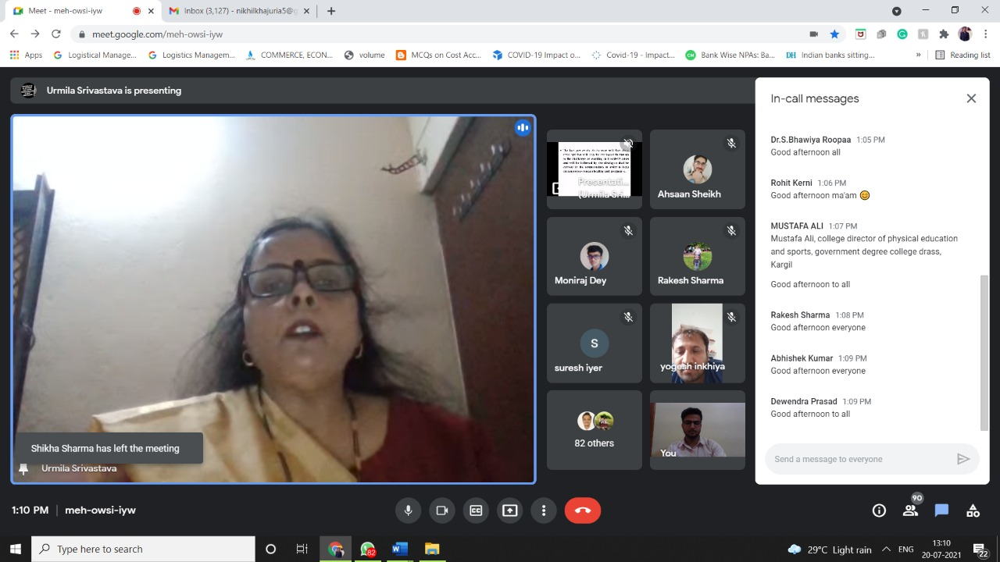 Meet - meh-owsi-iyw
Inbox (3,127) - nikhilkhajuria5@g
meet.google.com/meh-owsi-iyw
Apps
Logistical Manage...
Logistics Managem...
COMMERCE, ECON...
volume
MCQs on Cost Acc...
COVID-19 Impact o...
Covid-19 - Impact...
CM
Bank Wise NPAs: Ba...
DH
Indian banks sitting...
»
Reading list
Urmila Srivastava is presenting
Shikha Sharma has left the meeting
Urmila Srivastava
Presentati...
(Urmila Sri...
Ahsaan Sheikh
Moniraj Dey
Rakesh Sharma
S
suresh iyer
yogesh inkhiya
82 others
You
In-call messages
Dr.S.Bhawiya Roopaa 1:05 PM
Good afternoon all
Rohit Kerni 1:06 PM
Good afternoon ma'am 😊
MUSTAFA ALI 1:07 PM
Mustafa Ali, college director of physical education
and sports, government degree college drass,
Kargil
Good afternoon to all
Rakesh Sharma 1:08 PM
Good afternoon everyone
Abhishek Kumar 1:09 PM
Good afternoon everyone
Dewendra Prasad 1:09 PM
Good afternoon to all
Send a message to everyone
1:10 PM | meh-owsi-iyw
CC
90
Type here to search
82
W
29°C Light rain
ENG
13:10
20-07-2021
22